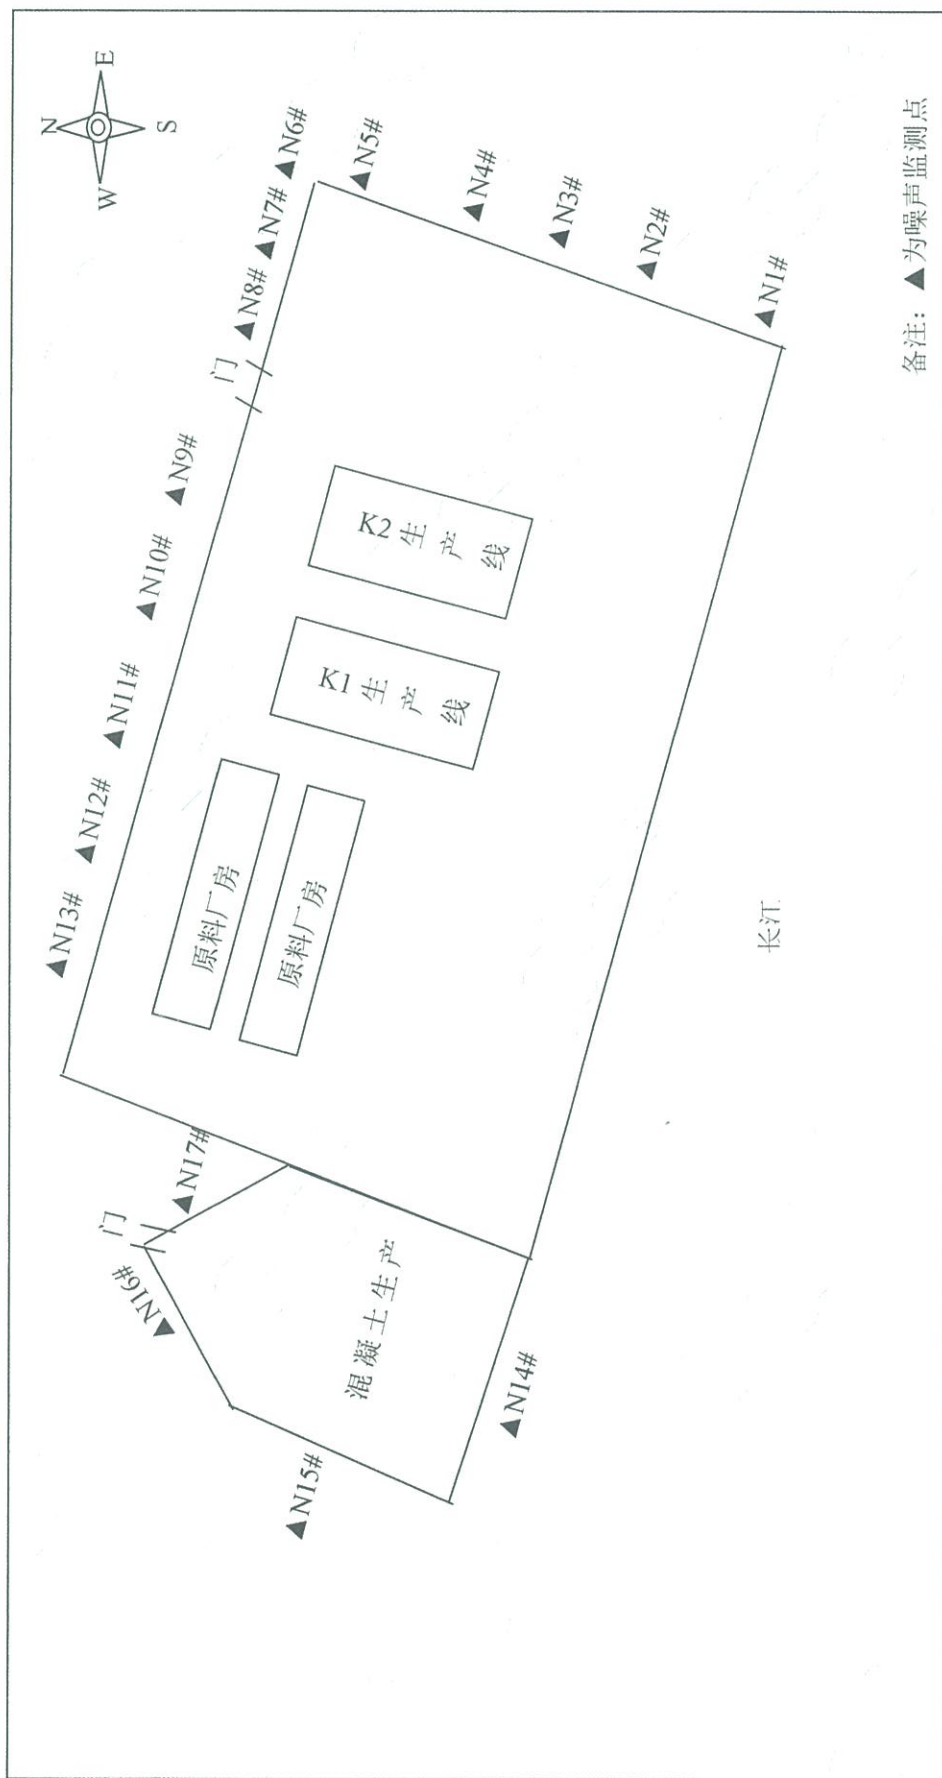 N
E
S
W
▲N1#
▲N2#
▲N3#
▲N4#
▲N5#
▲N6#
▲N7#
▲N8#
门
▲N9#
▲N10#
▲N11#
▲N12#
▲N13#
K2生产线
K1生产线
原料厂房
原料厂房
▲N17#
门
▲N16#
混凝土生产
▲N15#
▲N14#
长江
备注：▲为噪声监测点